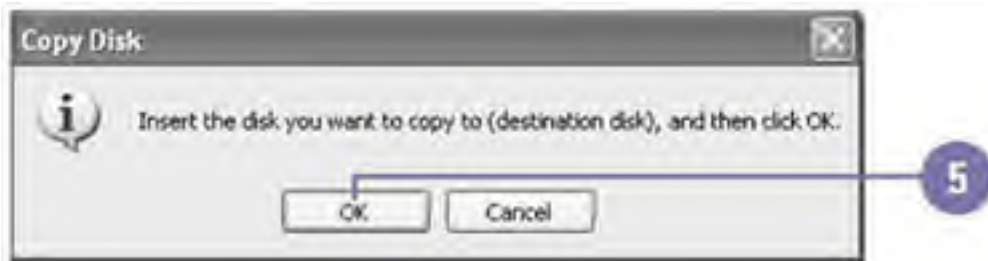 Copy Disk
Insert the disk you want to copy to (destination disk), and then click OK.
OK Cancel
5